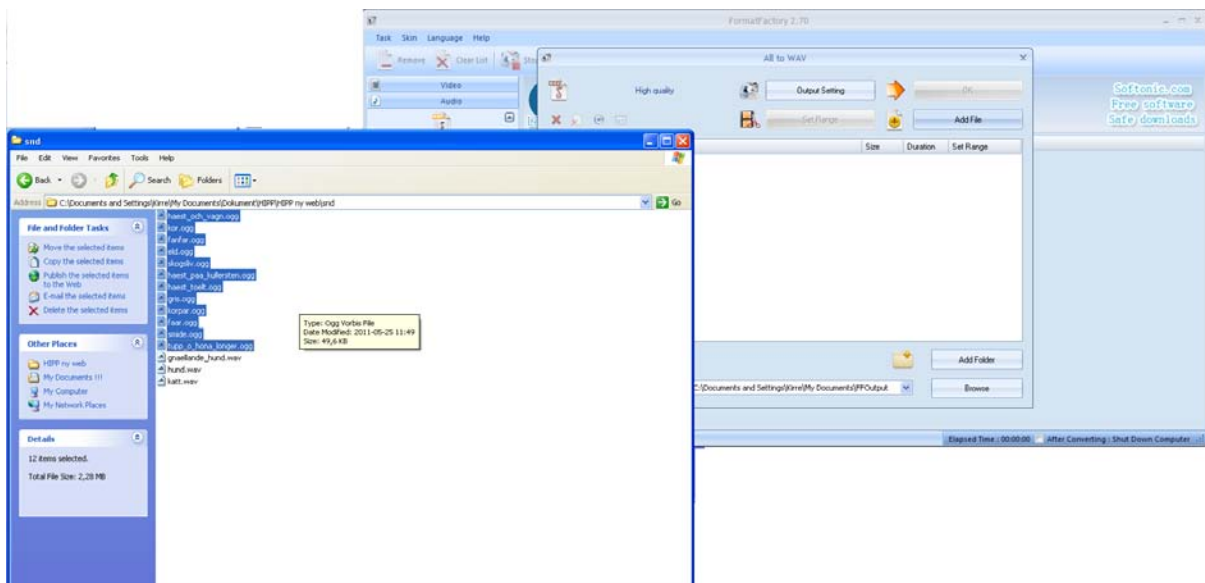 FormatFactory 2.70
Task Skin Language Help
Remove Clear List
Video
Audio
Softonic.com
Free software
Safe downloads
All to WAV
High quality
Output Setting
OK
Set Range
Add File
Size Duration Set Range
Add Folder
C:\Documents and Settings\Kirre\My Documents\FFOutput
Browse
Elapsed Time : 00:00:00 After Converting : Shut Down Computer
snd
File Edit View Favorites Tools Help
Back Search Folders
Address C:\Documents and Settings\Kirre\My Documents\Dokument\HIPP\HIPP ny web\snd Go
File and Folder Tasks
Move the selected items
Copy the selected items
Publish the selected items
to the Web
E-mail the selected items
Delete the selected items
Other Places
HIPP ny web
My Documents !!!
My Computer
My Network Places
Details
12 items selected.
Total File Size: 2,28 MB
haest_och_vagn.ogg
kor.ogg
fanfar.ogg
eld.ogg
skogsliv.ogg
haest_paa_kullersten.ogg
haest_toelt.ogg
gris.ogg
korpar.ogg
faar.ogg
tupp_o_hona_longer.ogg
gnaellande_hund.wav
hund.wav
katt.wav
Type: Ogg Vorbis File
Date Modified: 2011-05-25 11:49
Size: 49,6 KB